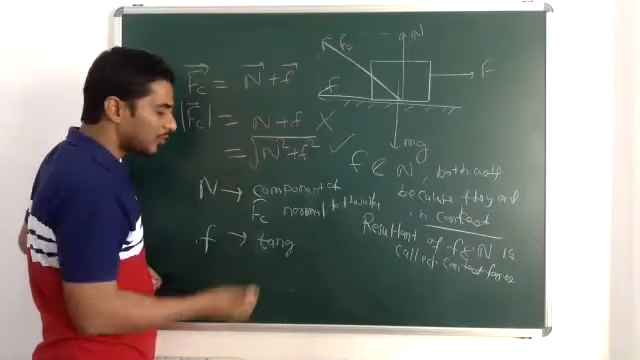 F⃗c = N⃗ + f⃗
|F⃗c| = N + f X
= √N² + f² ✓
N → component of
Fc normal to the
f → tang
N
fc
f
F
mg
f & N, both act
because they are
in contact
Resultant of f & N is
called contact force